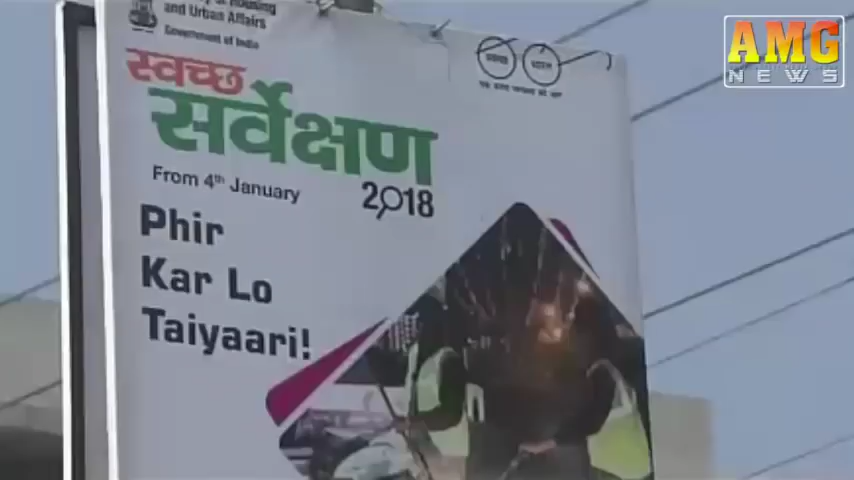 and Urban Affairs
Government of India
स्वच्छ
सर्वेक्षण
From 4th January
2018
Phir
Kar Lo
Taiyaari!
AMG
NEWS